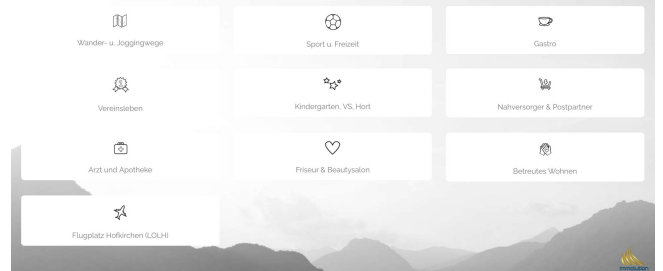 Wander- u. Joggingwege
Sport u. Freizeit
Gastro
Vereinsleben
Kindergarten, VS, Hort
Nahversorger & Postpartner
Arzt und Apotheke
Friseur & Beautysalon
Betreutes Wohnen
Flugplatz Hofkirchen (LOLH)